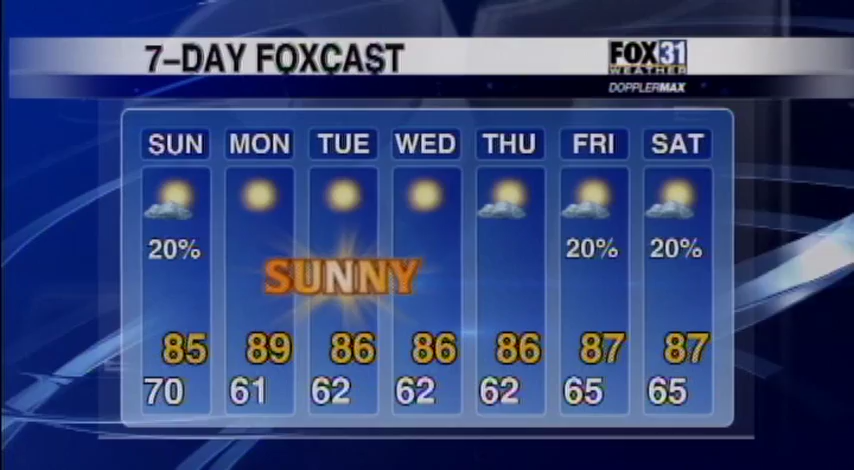 7-DAY FOXCAST
FOX 31
WEATHER
DOPPLERMAX
SUN MON TUE WED THU FRI SAT
20% 20% 20%
SUNNY
85 89 86 86 86 87 87
70 61 62 62 62 65 65